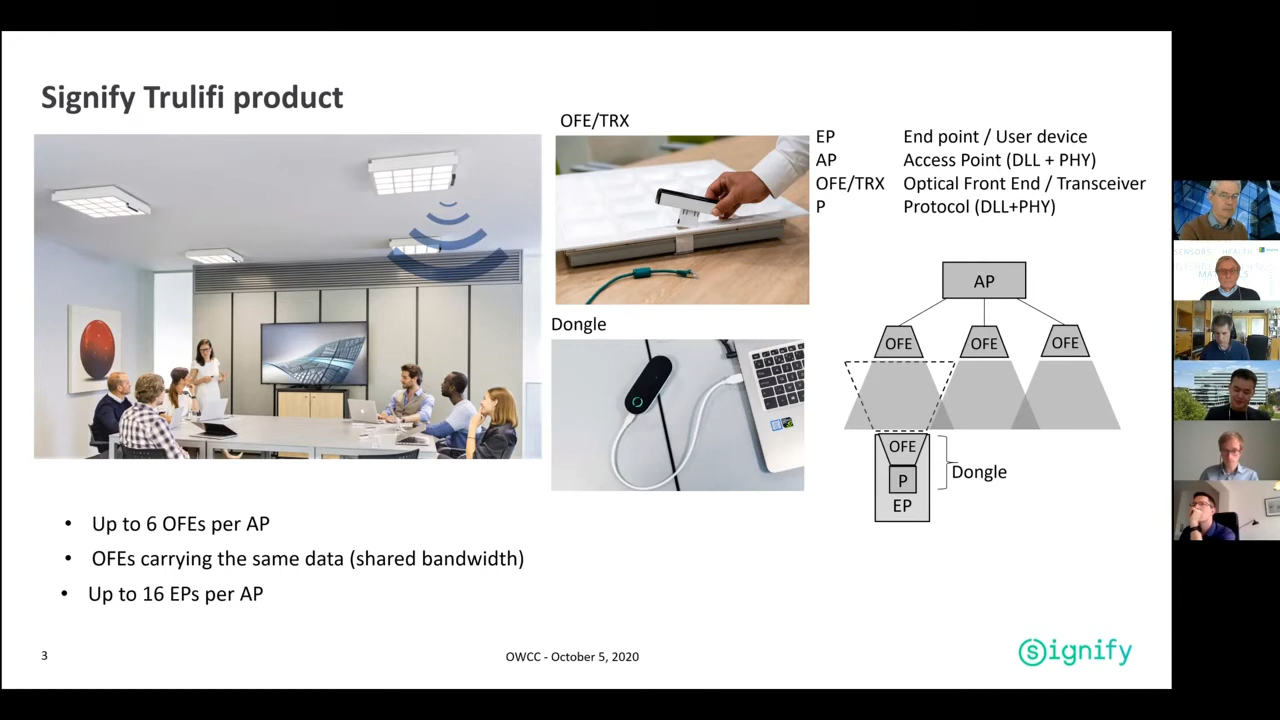 Signify Trulifi product
OFE/TRX
EP End point / User device
AP Access Point (DLL + PHY)
OFE/TRX Optical Front End / Transceiver
P Protocol (DLL+PHY)
AP
OFE OFE OFE
Dongle
OFE
P
EP
Dongle
• Up to 6 OFEs per AP
• OFEs carrying the same data (shared bandwidth)
• Up to 16 EPs per AP
3
OWCC - October 5, 2020
Signify
SENSORS HEALTH